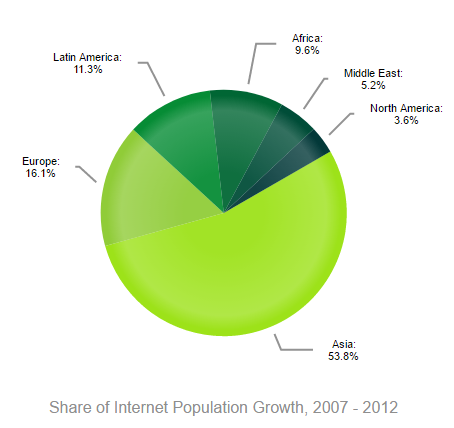 Africa:
9.6%
Latin America:
11.3%
Middle East:
5.2%
North America:
3.6%
Europe:
16.1%
Asia:
53.8%
Share of Internet Population Growth, 2007 - 2012